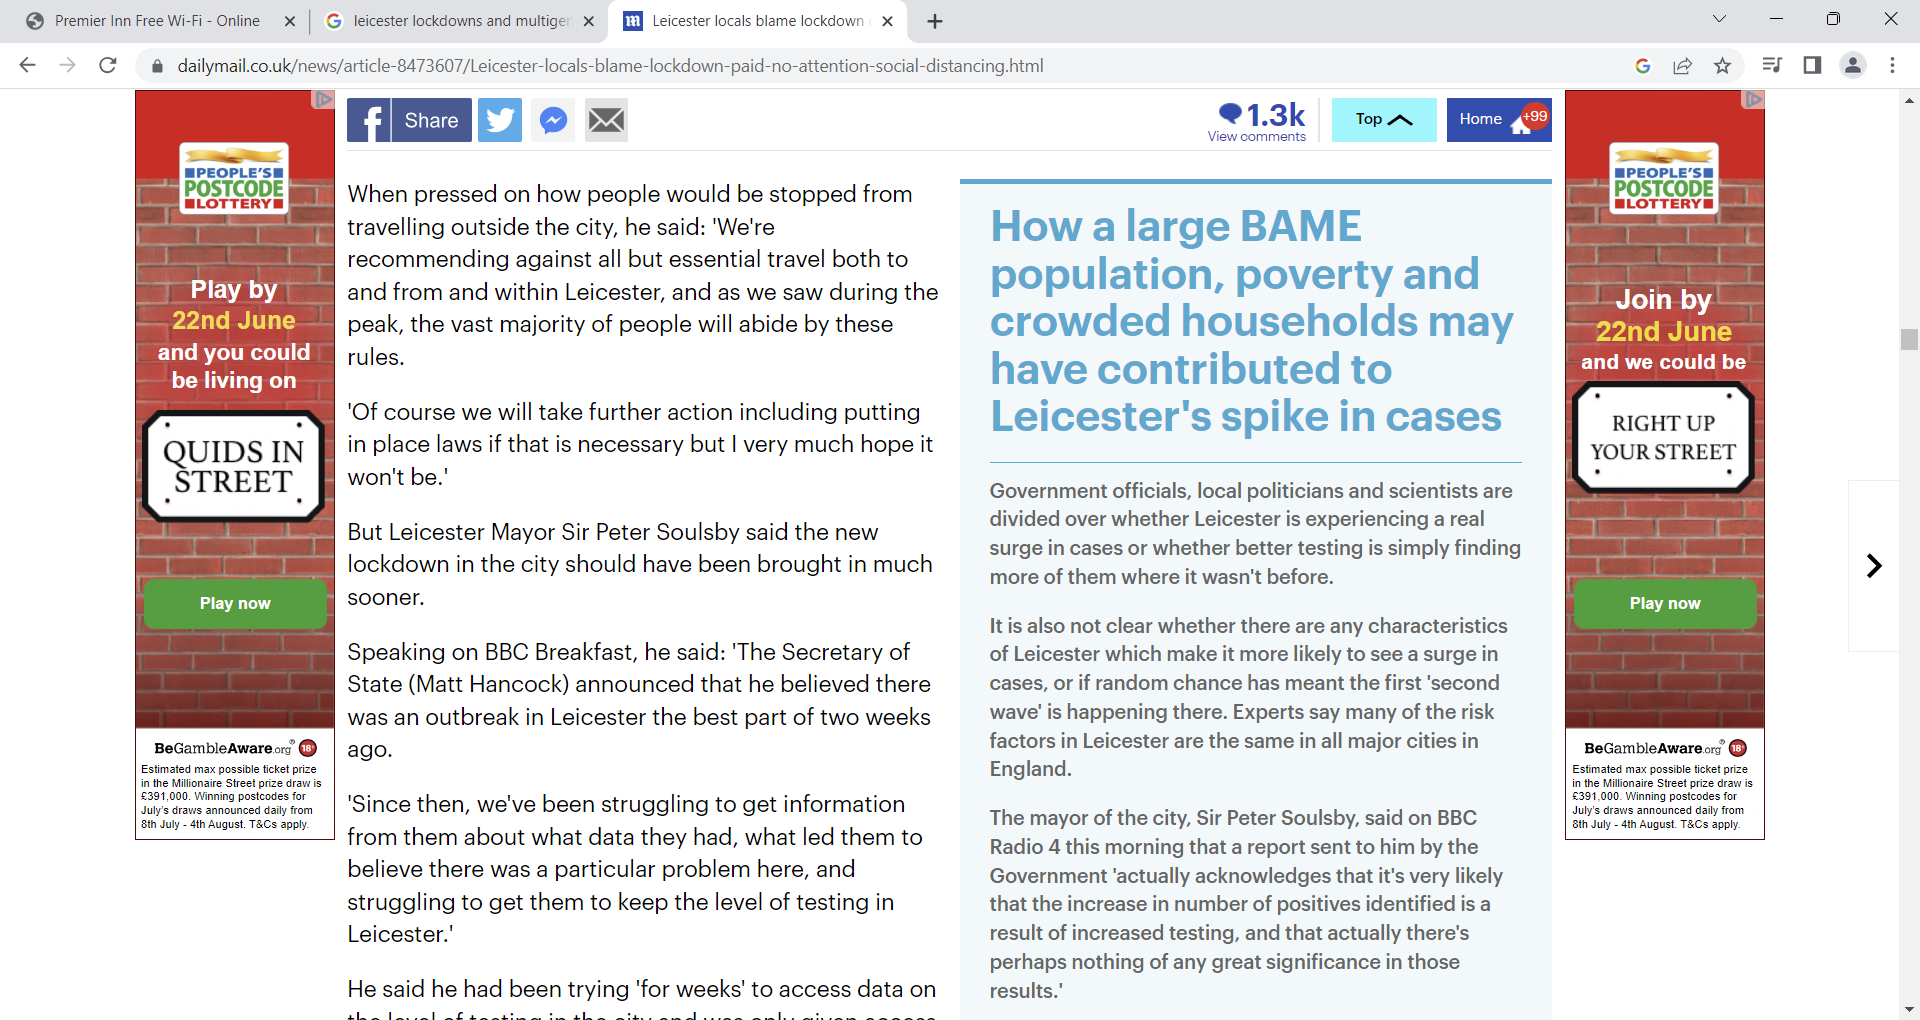 Premier Inn Free Wi-Fi - Online
leicester lockdowns and multigen
Leicester locals blame lockdown
dailymail.co.uk/news/article-8473607/Leicester-locals-blame-lockdown-paid-no-attention-social-distancing.html
PEOPLE'S
POSTCODE
LOTTERY
Play by
22nd June
and you could
be living on
QUIDS IN
STREET
Play now
BeGambleAware.org® 18+
Estimated max possible ticket prize
in the Millionaire Street prize draw is
£391,000. Winning postcodes for
July's draws announced daily from
8th July - 4th August. T&Cs apply.
f Share
1.3k
View comments
Top
Home +99
When pressed on how people would be stopped from
travelling outside the city, he said: 'We're
recommending against all but essential travel both to
and from and within Leicester, and as we saw during the
peak, the vast majority of people will abide by these
rules.
'Of course we will take further action including putting
in place laws if that is necessary but I very much hope it
won't be.'
But Leicester Mayor Sir Peter Soulsby said the new
lockdown in the city should have been brought in much
sooner.
Speaking on BBC Breakfast, he said: 'The Secretary of
State (Matt Hancock) announced that he believed there
was an outbreak in Leicester the best part of two weeks
ago.
'Since then, we've been struggling to get information
from them about what data they had, what led them to
believe there was a particular problem here, and
struggling to get them to keep the level of testing in
Leicester.'
He said he had been trying 'for weeks' to access data on
the level of testing in the city and was only given access
How a large BAME
population, poverty and
crowded households may
have contributed to
Leicester's spike in cases
Government officials, local politicians and scientists are
divided over whether Leicester is experiencing a real
surge in cases or whether better testing is simply finding
more of them where it wasn't before.
It is also not clear whether there are any characteristics
of Leicester which make it more likely to see a surge in
cases, or if random chance has meant the first 'second
wave' is happening there. Experts say many of the risk
factors in Leicester are the same in all major cities in
England.
The mayor of the city, Sir Peter Soulsby, said on BBC
Radio 4 this morning that a report sent to him by the
Government 'actually acknowledges that it's very likely
that the increase in number of positives identified is a
result of increased testing, and that actually there's
perhaps nothing of any great significance in those
results.'
PEOPLE'S
POSTCODE
LOTTERY
Join by
22nd June
and we could be
RIGHT UP
YOUR STREET
Play now
BeGambleAware.org® 18+
Estimated max possible ticket prize
in the Millionaire Street prize draw is
£391,000. Winning postcodes for
July's draws announced daily from
8th July - 4th August. T&Cs apply.